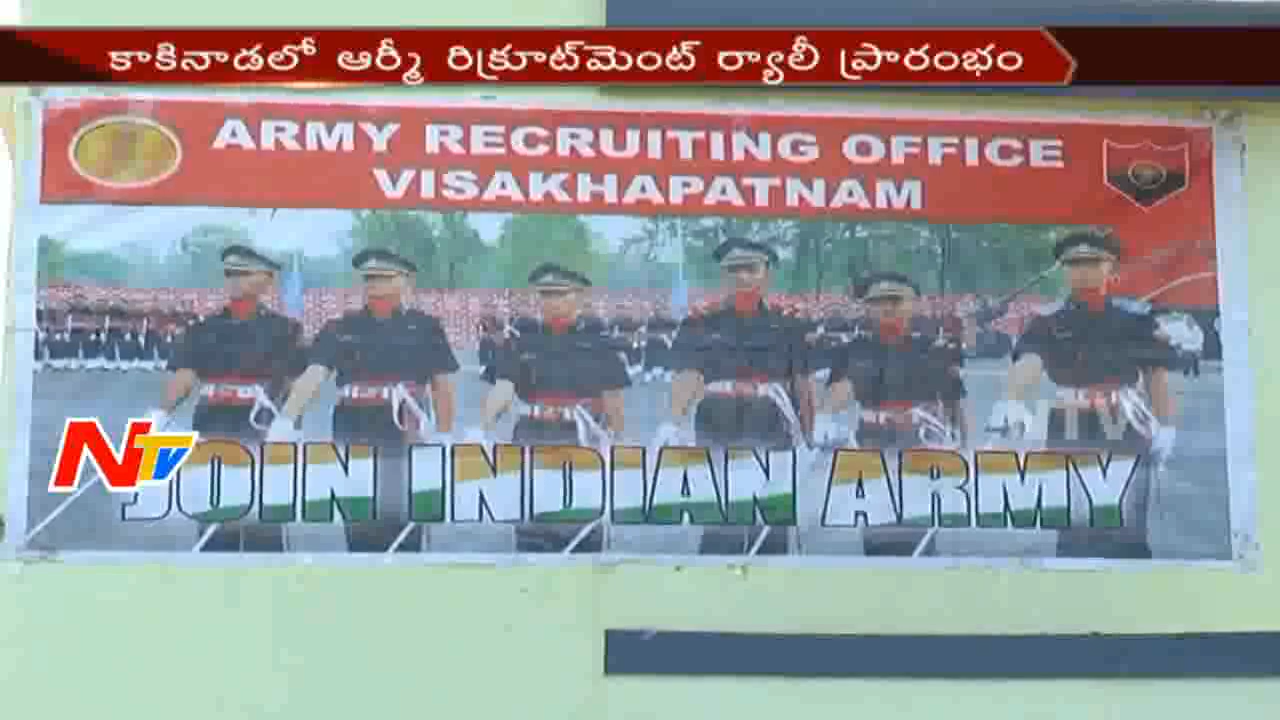 కాకినాడలో ఆర్మీ రిక్రూట్‌మెంట్ ర్యాలీ ప్రారంభం
ARMY RECRUITING OFFICE
VISAKHAPATNAM
NTV
JOIN INDIAN ARMY